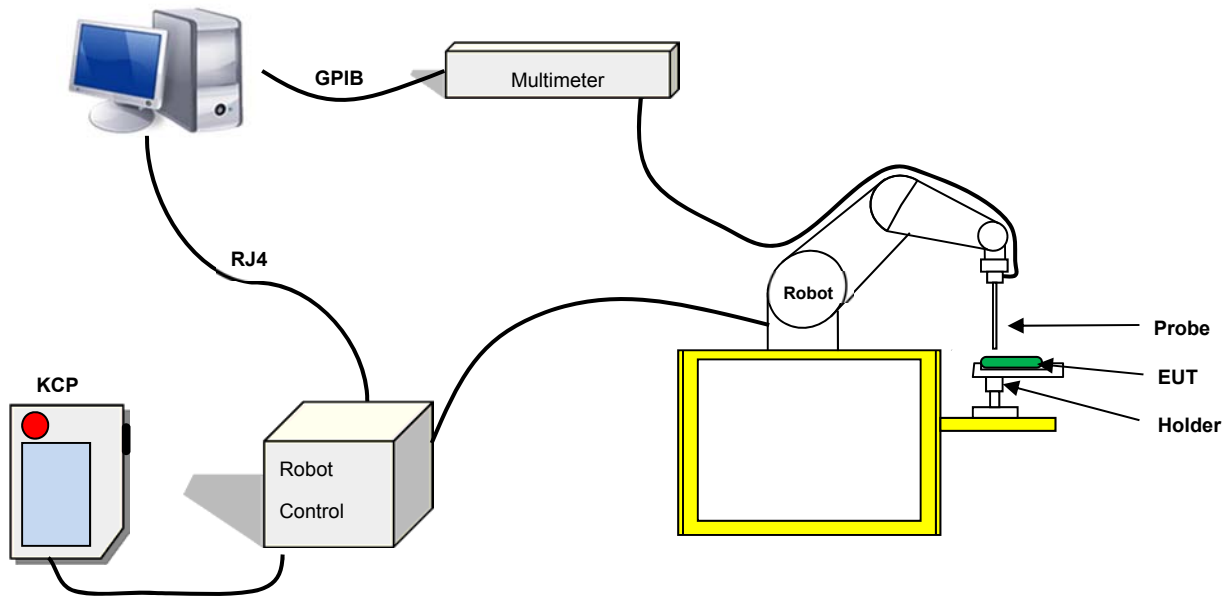 GPIB
Multimeter
RJ4
Robot
Probe
EUT
Holder
KCP
Robot
Control